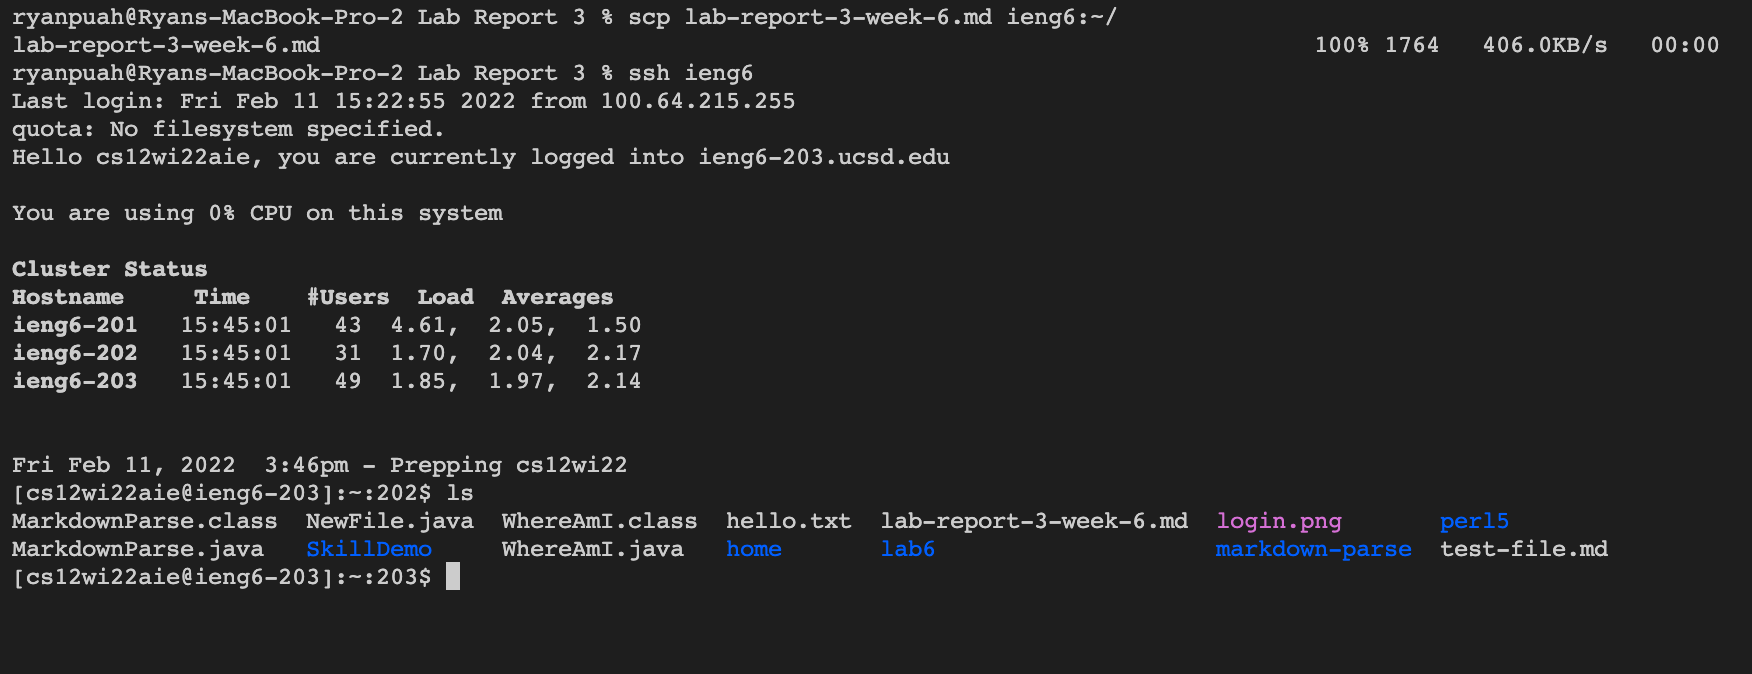 ryanpuah@Ryans-MacBook-Pro-2 Lab Report 3 % scp lab-report-3-week-6.md ieng6:~/
lab-report-3-week-6.md                                                                       100% 1764   406.0KB/s   00:00
ryanpuah@Ryans-MacBook-Pro-2 Lab Report 3 % ssh ieng6
Last login: Fri Feb 11 15:22:55 2022 from 100.64.215.255
quota: No filesystem specified.
Hello cs12wi22aie, you are currently logged into ieng6-203.ucsd.edu

You are using 0% CPU on this system

Cluster Status
Hostname     Time    #Users  Load  Averages
ieng6-201   15:45:01   43  4.61,  2.05,  1.50
ieng6-202   15:45:01   31  1.70,  2.04,  2.17
ieng6-203   15:45:01   49  1.85,  1.97,  2.14

Fri Feb 11, 2022  3:46pm - Prepping cs12wi22
[cs12wi22aie@ieng6-203]:~:202$ ls
MarkdownParse.class  NewFile.java  WhereAmI.class  hello.txt  lab-report-3-week-6.md  login.png       perl5
MarkdownParse.java   SkillDemo     WhereAmI.java   home       lab6                    markdown-parse  test-file.md
[cs12wi22aie@ieng6-203]:~:203$